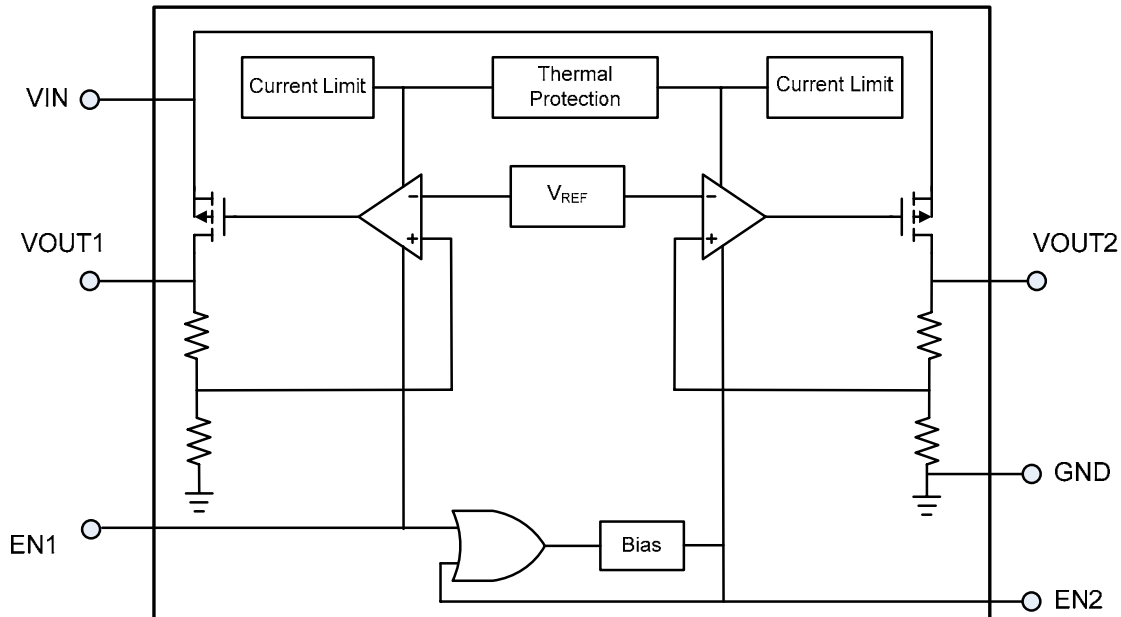 Current Limit
Thermal
Protection
Current Limit
VIN
VREF
-
-
+
+
VOUT1
VOUT2
GND
EN1
Bias
EN2